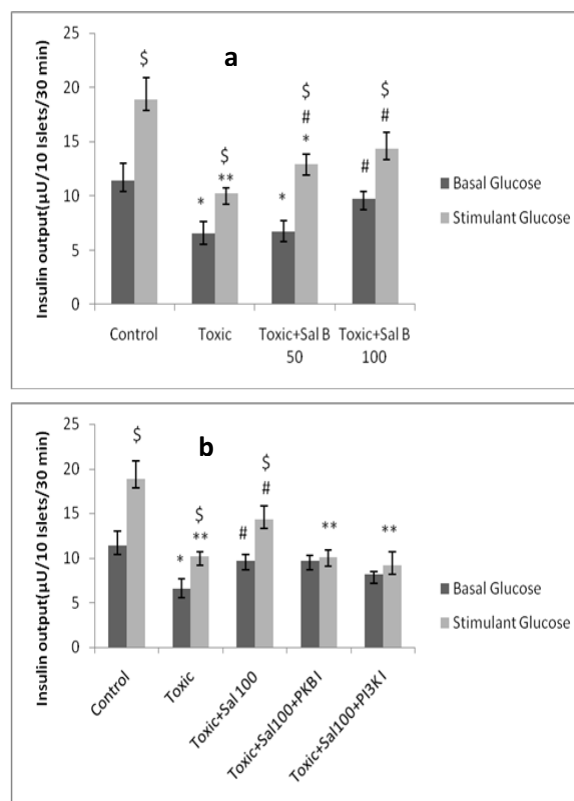 a
Insulin output(µU/10 Islets/30 min)
25
20
15
10
5
0
$
* $ **
* $ # *
# $ #
Control Toxic Toxic+Sal B 50 Toxic+Sal B 100
Basal Glucose
Stimulant Glucose
b
Insulin output(µU/10 Islets/30 min)
25
20
15
10
5
0
$
* $ **
# $ #
**
**
Control
Toxic
Toxic+Sal 100
Toxic+Sal100+PKB I
Toxic+Sal100+PI3K I
Basal Glucose
Stimulant Glucose